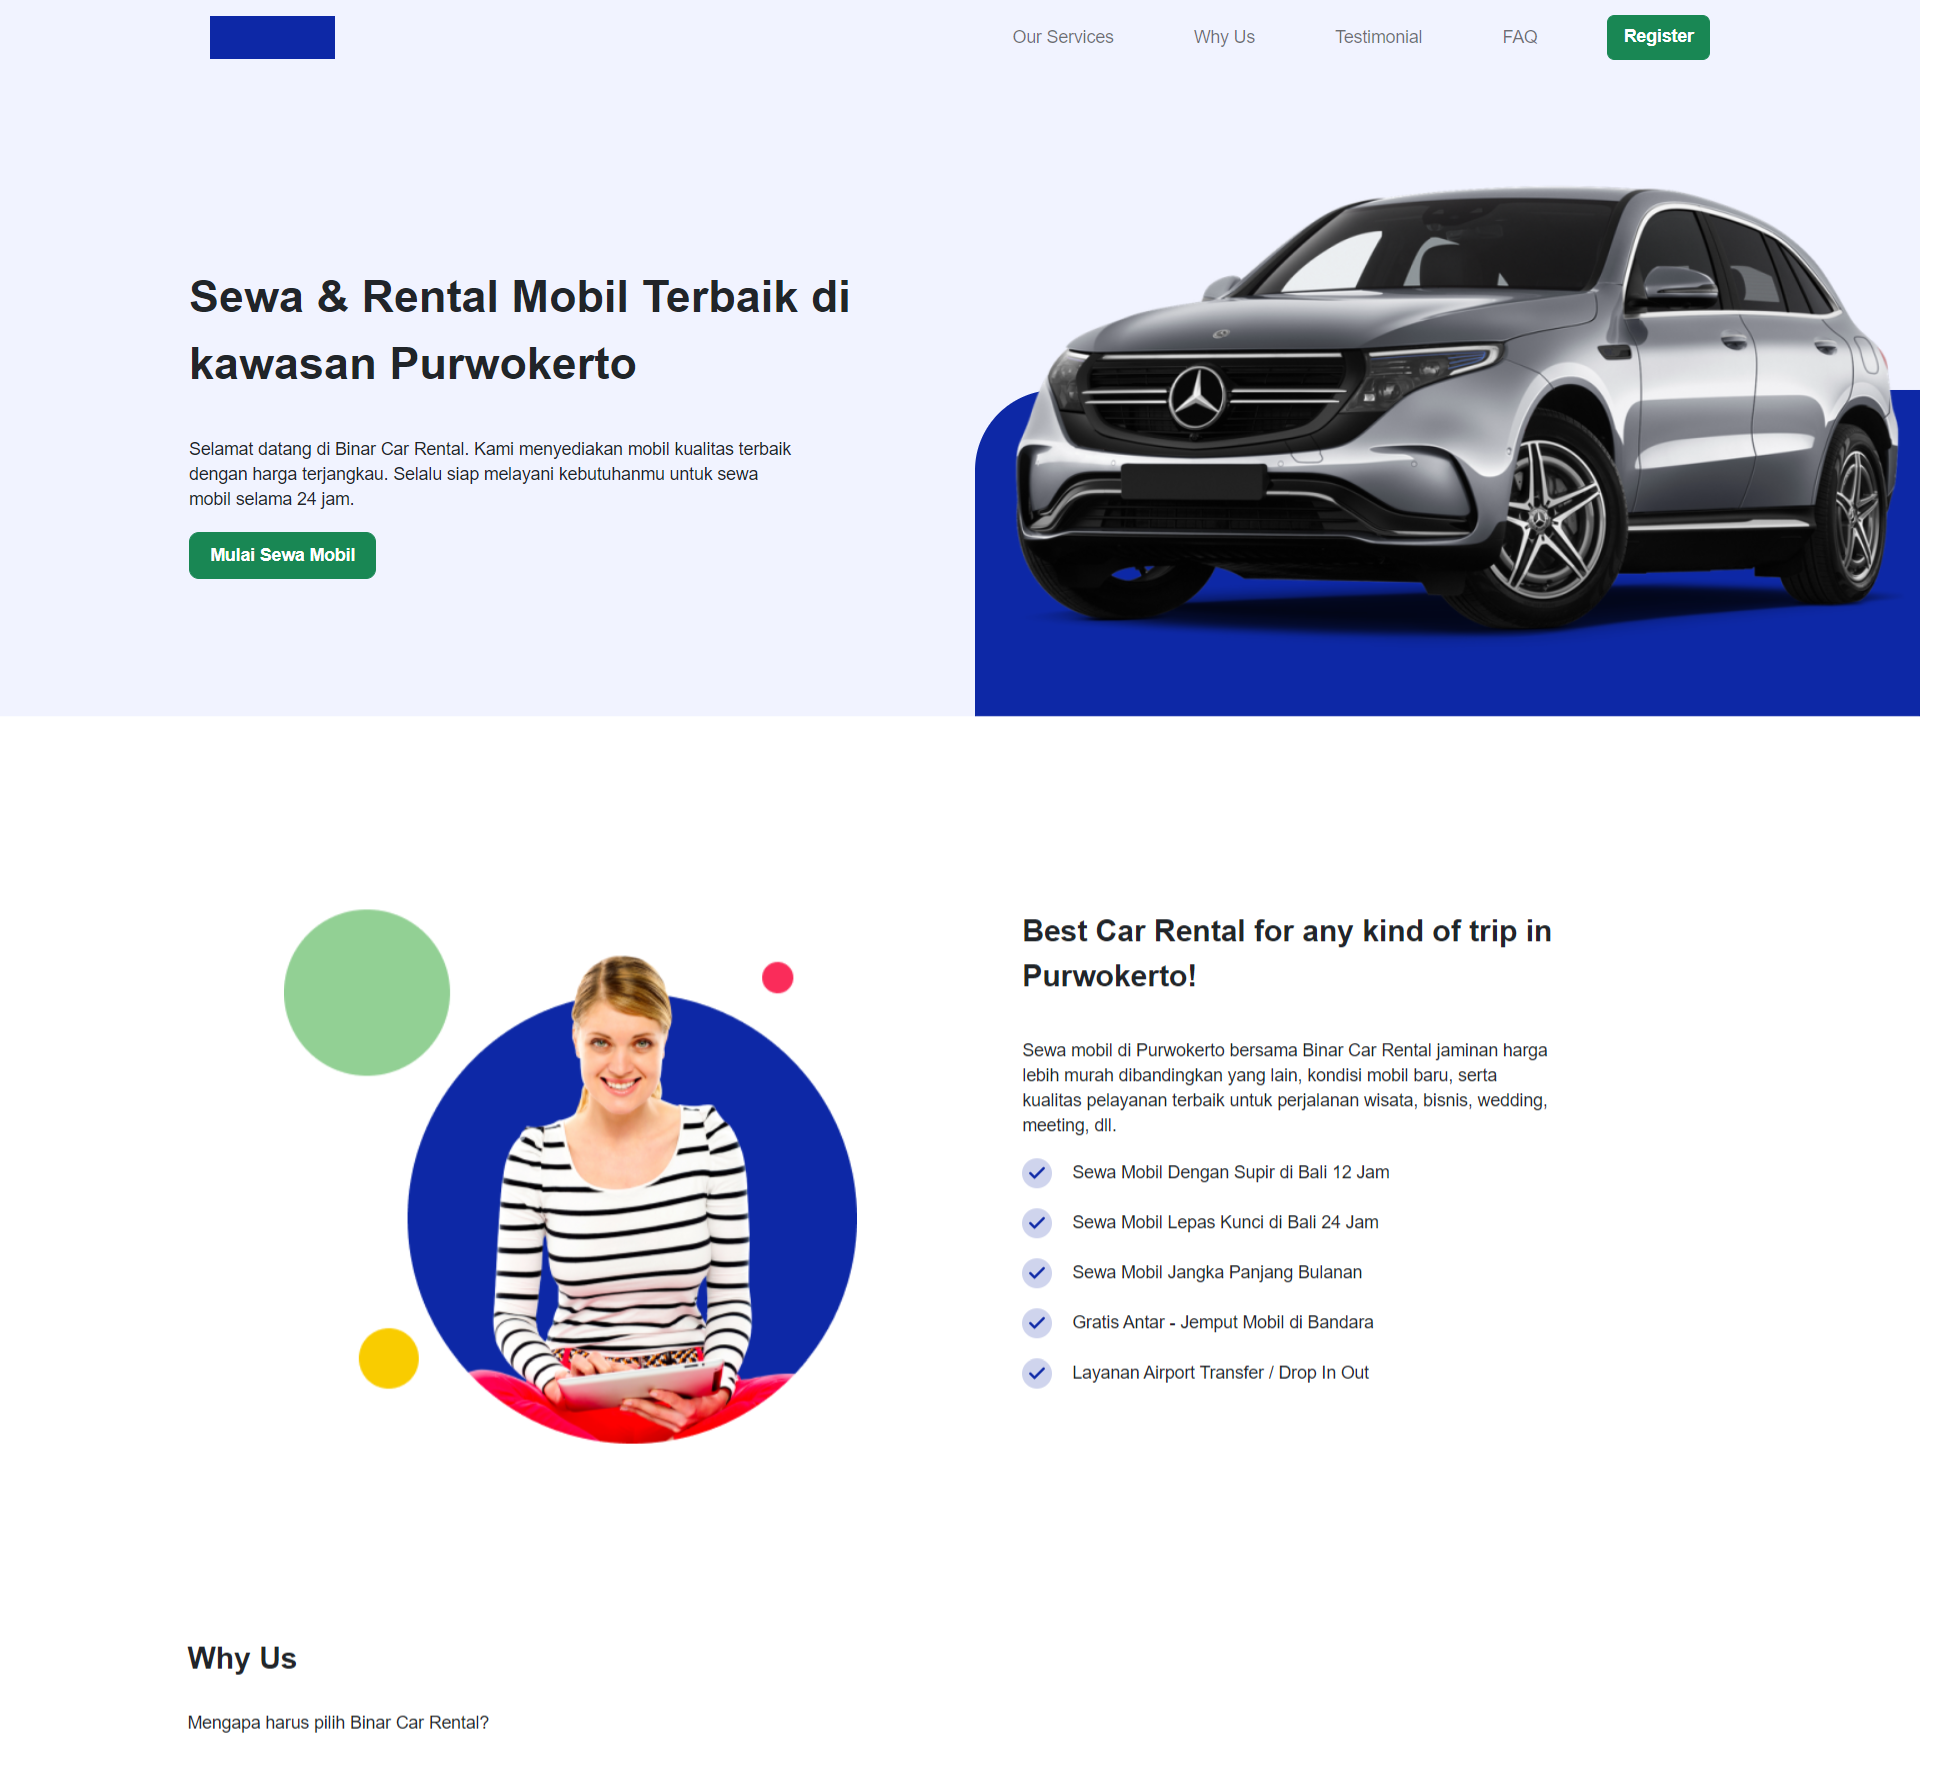 Our Services
Why Us
Testimonial
FAQ
Register
Sewa & Rental Mobil Terbaik di
kawasan Purwokerto
Selamat datang di Binar Car Rental. Kami menyediakan mobil kualitas terbaik
dengan harga terjangkau. Selalu siap melayani kebutuhanmu untuk sewa
mobil selama 24 jam.
Mulai Sewa Mobil
Best Car Rental for any kind of trip in
Purwokerto!
Sewa mobil di Purwokerto bersama Binar Car Rental jaminan harga
lebih murah dibandingkan yang lain, kondisi mobil baru, serta
kualitas pelayanan terbaik untuk perjalanan wisata, bisnis, wedding,
meeting, dll.
Sewa Mobil Dengan Supir di Bali 12 Jam
Sewa Mobil Lepas Kunci di Bali 24 Jam
Sewa Mobil Jangka Panjang Bulanan
Gratis Antar - Jemput Mobil di Bandara
Layanan Airport Transfer / Drop In Out
Why Us
Mengapa harus pilih Binar Car Rental?